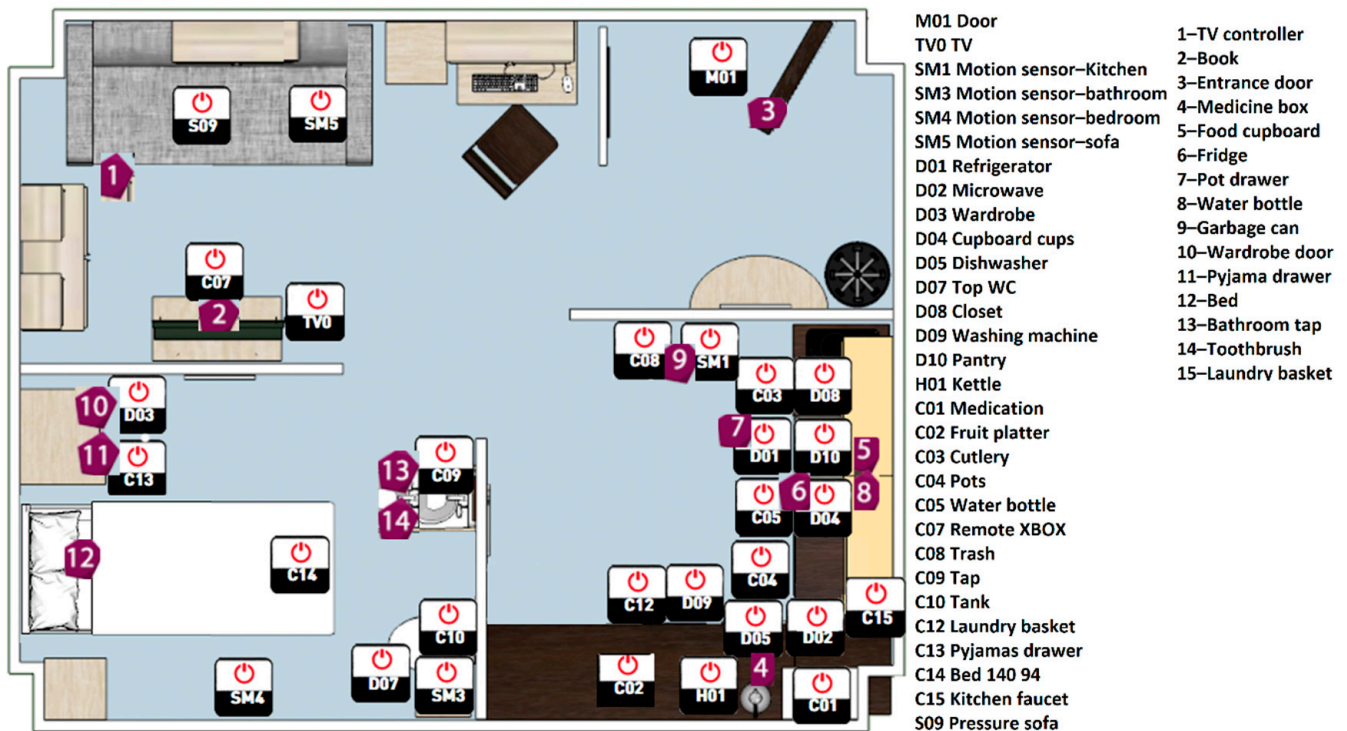 S09
SM5
M01
3
1
C07
2
TV0
C08
SM1
9
C03
D08
10
D03
7
D01
D10
5
11
C13
13
C09
C05
6
D04
8
14
12
C14
C04
C12
D09
C15
C10
D05
D02
SM4
D07
SM3
C02
H01
4
C01
M01 Door
TV0 TV
SM1 Motion sensor–Kitchen
SM3 Motion sensor–bathroom
SM4 Motion sensor–bedroom
SM5 Motion sensor–sofa
D01 Refrigerator
D02 Microwave
D03 Wardrobe
D04 Cupboard cups
D05 Dishwasher
D07 Top WC
D08 Closet
D09 Washing machine
D10 Pantry
H01 Kettle
C01 Medication
C02 Fruit platter
C03 Cutlery
C04 Pots
C05 Water bottle
C07 Remote XBOX
C08 Trash
C09 Tap
C10 Tank
C12 Laundry basket
C13 Pyjamas drawer
C14 Bed 140 94
C15 Kitchen faucet
S09 Pressure sofa
1–TV controller
2–Book
3–Entrance door
4–Medicine box
5–Food cupboard
6–Fridge
7–Pot drawer
8–Water bottle
9–Garbage can
10–Wardrobe door
11–Pyjama drawer
12–Bed
13–Bathroom tap
14–Toothbrush
15–Laundry basket